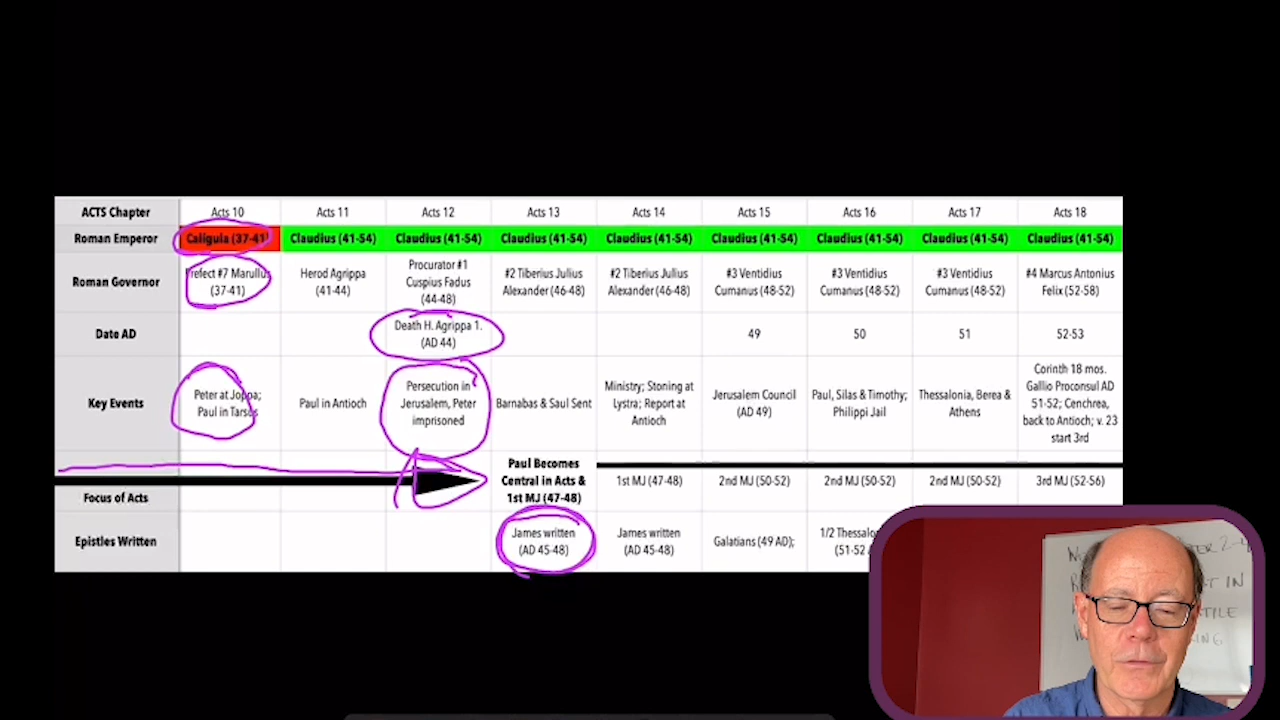 ACTS Chapter Acts 10 Acts 11 Acts 12 Acts 13 Acts 14 Acts 15 Acts 16 Acts 17 Acts 18
Roman Emperor Caligula (37-41) Claudius (41-54) Claudius (41-54) Claudius (41-54) Claudius (41-54) Claudius (41-54) Claudius (41-54) Claudius (41-54) Claudius (41-54)
Roman Governor
Prefect #7 Marullus
(37-41)
Herod Agrippa
(41-44)
Procurator #1
Cuspius Fadus
(44-48)
#2 Tiberius Julius
Alexander (46-48)
#2 Tiberius Julius
Alexander (46-48)
#3 Ventidius
Cumanus (48-52)
#3 Ventidius
Cumanus (48-52)
#3 Ventidius
Cumanus (48-52)
#4 Marcus Antonius
Felix (52-58)
Date AD
Death H. Agrippa 1.
(AD 44)
49
50
51
52-53
Key Events
Peter at Joppa;
Paul in Tarsus
Paul in Antioch
Persecution in
Jerusalem, Peter
imprisoned
Barnabas & Saul Sent
Ministry; Stoning at
Lystra; Report at
Antioch
Jerusalem Council
(AD 49)
Paul, Silas & Timothy;
Philippi Jail
Thessalonia, Berea &
Athens
Corinth 18 mos.
Gallio Proconsul AD
51-52; Cenchrea,
back to Antioch; v. 23
start 3rd
Focus of Acts
Paul Becomes
Central in Acts &
1st MJ (47-48)
1st MJ (47-48)
2nd MJ (50-52)
2nd MJ (50-52)
2nd MJ (50-52)
3rd MJ (52-56)
Epistles Written
James written
(AD 45-48)
James written
(AD 45-48)
Galatians (49 AD);
1/2
(51-52